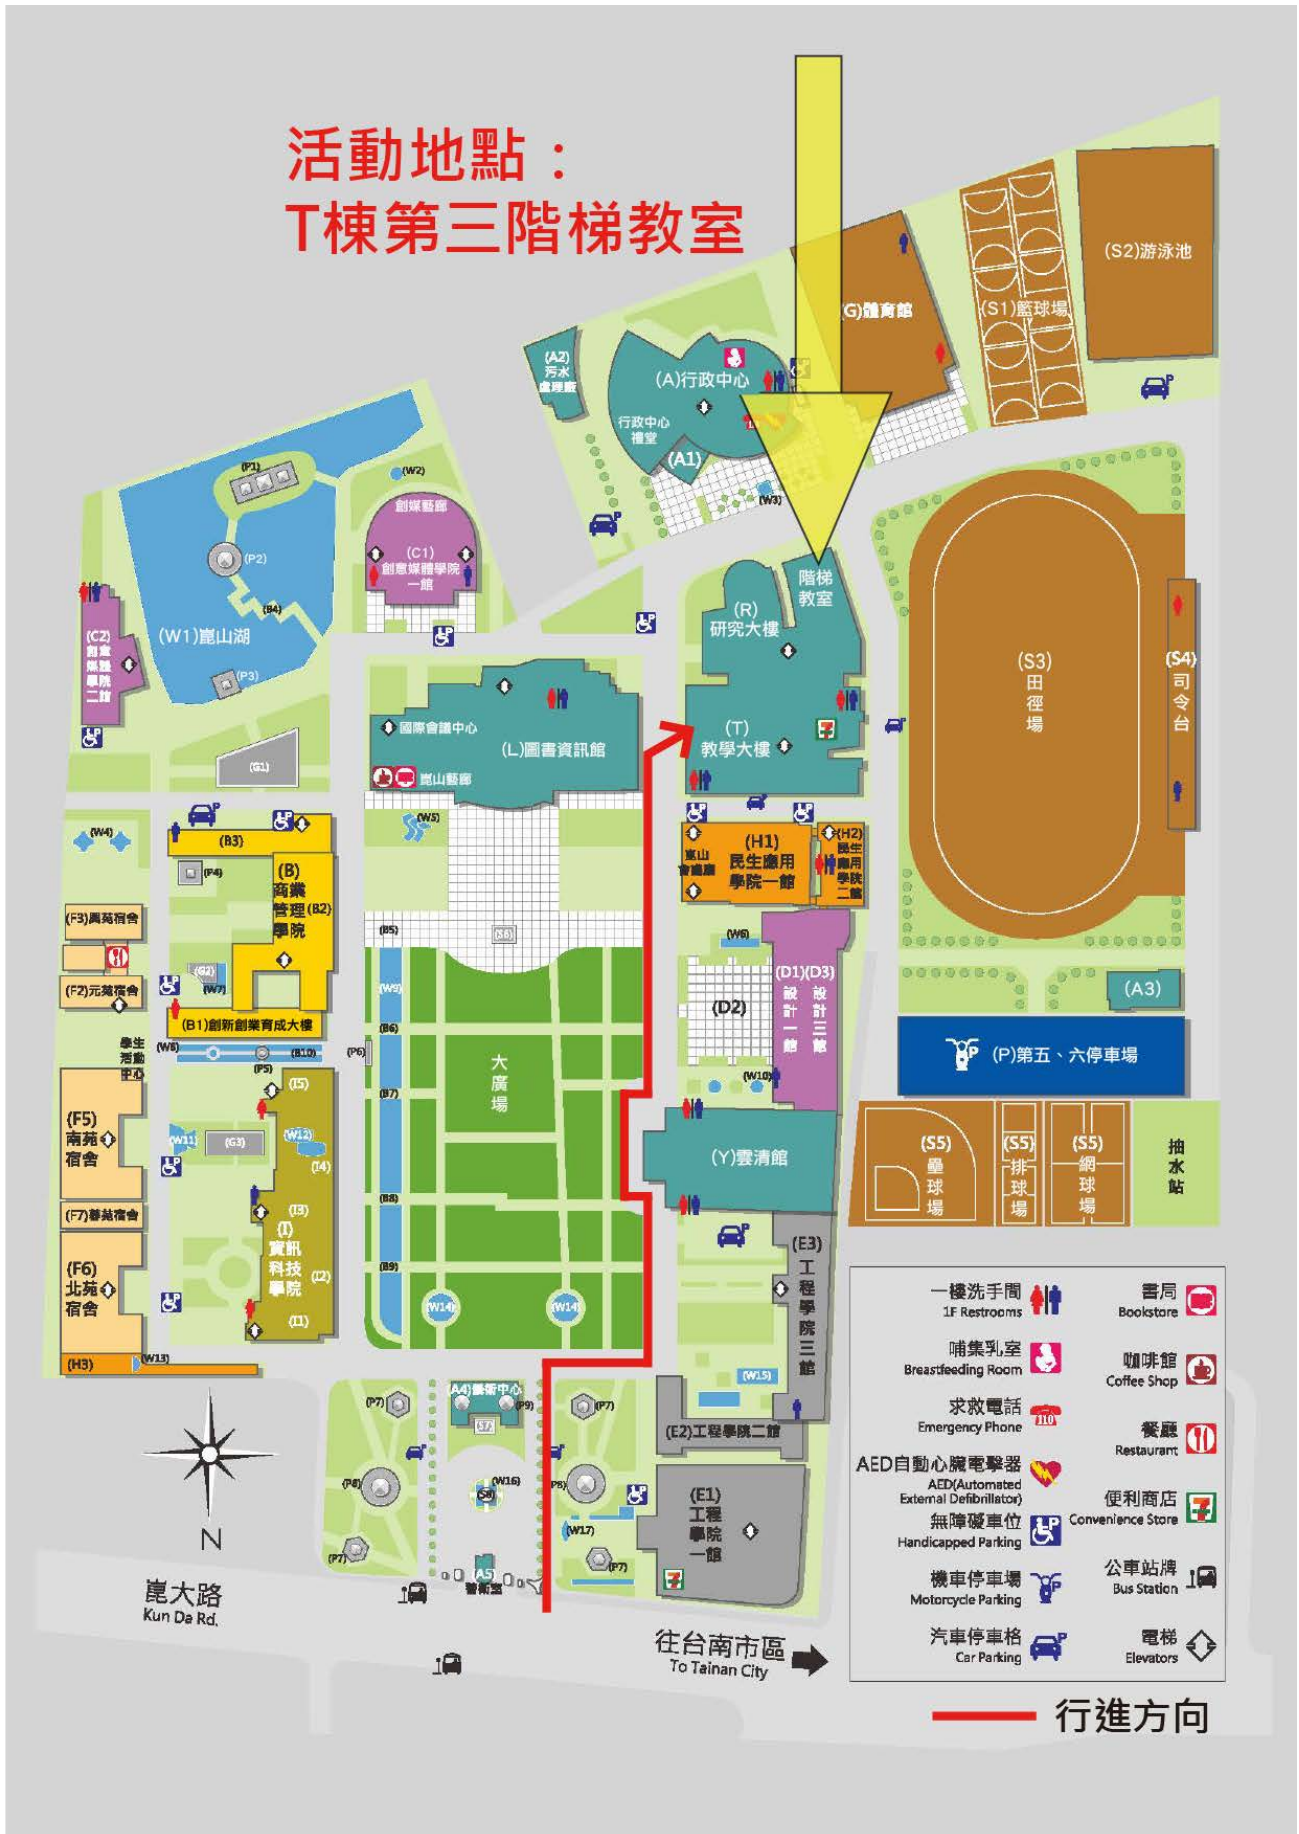 活動地點：
T棟第三階梯教室
(S2)游泳池
(S1)籃球場
(G)體育館
(A2)
污水
處理廠
(A)行政中心
行政中心
禮堂
(A1)
(W3)
(P1)
(W2)
創媒藝廊
(C1)
創意媒體學院
一館
(P2)
(B4)
(W1)崑山湖
(P3)
(C2)
創意
媒體
學院
二館
階梯
教室
(R)
研究大樓
(S3)
田
徑
場
(S4)
司
令
台
國際會議中心
(L)圖書資訊館
崑山藝廊
(T)
教學大樓
(G1)
(W5)
(W4)
(B3)
(P4)
(B)
商業
管理(B2)
學院
(H1)
民生應用
學院一館
(H2)
民生
應用
學院
二館
(F3)鳳苑宿舍
(F2)元苑宿舍
(G2)
(W7)
(B1)創新創業育成大樓
(B5)
(S6)
(W6)
(D1)(D3)
設計一館
設計三館
(D2)
(W10)
(A3)
(P)第五、六停車場
(W9)
(B6)
學生
活動
中心
(W8)
(B10)
(P5)
(P6)
大
廣
場
(B7)
(I5)
(F5)
南苑
宿舍
(W11)
(G3)
(W12)
(I4)
(Y)雲清館
(S5)
壘
球
場
(S5)
排
球
場
(S5)
網
球
場
抽
水
站
(B8)
(I3)
(I)
資訊
科技
學院
(I2)
(I1)
(F6)
北苑
宿舍
(B9)
(W14)
(W14)
(E3)
工
程
學
院
三
館
(H3)
(W13)
(W15)
(P7)
(A4)藝術中心
(P9)
(S7)
(P7)
(E2)工程學院二館
(P8)
(W16)
(S8)
(P8)
(W17)
(E1)
工程
學院
一館
(P7)
(A5)
警衛室
(P7)
N
崑大路
Kun Da Rd.
往台南市區
To Tainan City
一樓洗手間
1F Restrooms
書局
Bookstore
哺集乳室
Breastfeeding Room
咖啡館
Coffee Shop
求救電話
Emergency Phone
110
餐廳
Restaurant
AED自動心臟電擊器
AED(Automated
External Defibrillator)
便利商店
Convenience Store
無障礙車位
Handicapped Parking
公車站牌
Bus Station
機車停車場
Motorcycle Parking
汽車停車格
Car Parking
電梯
Elevators
行進方向